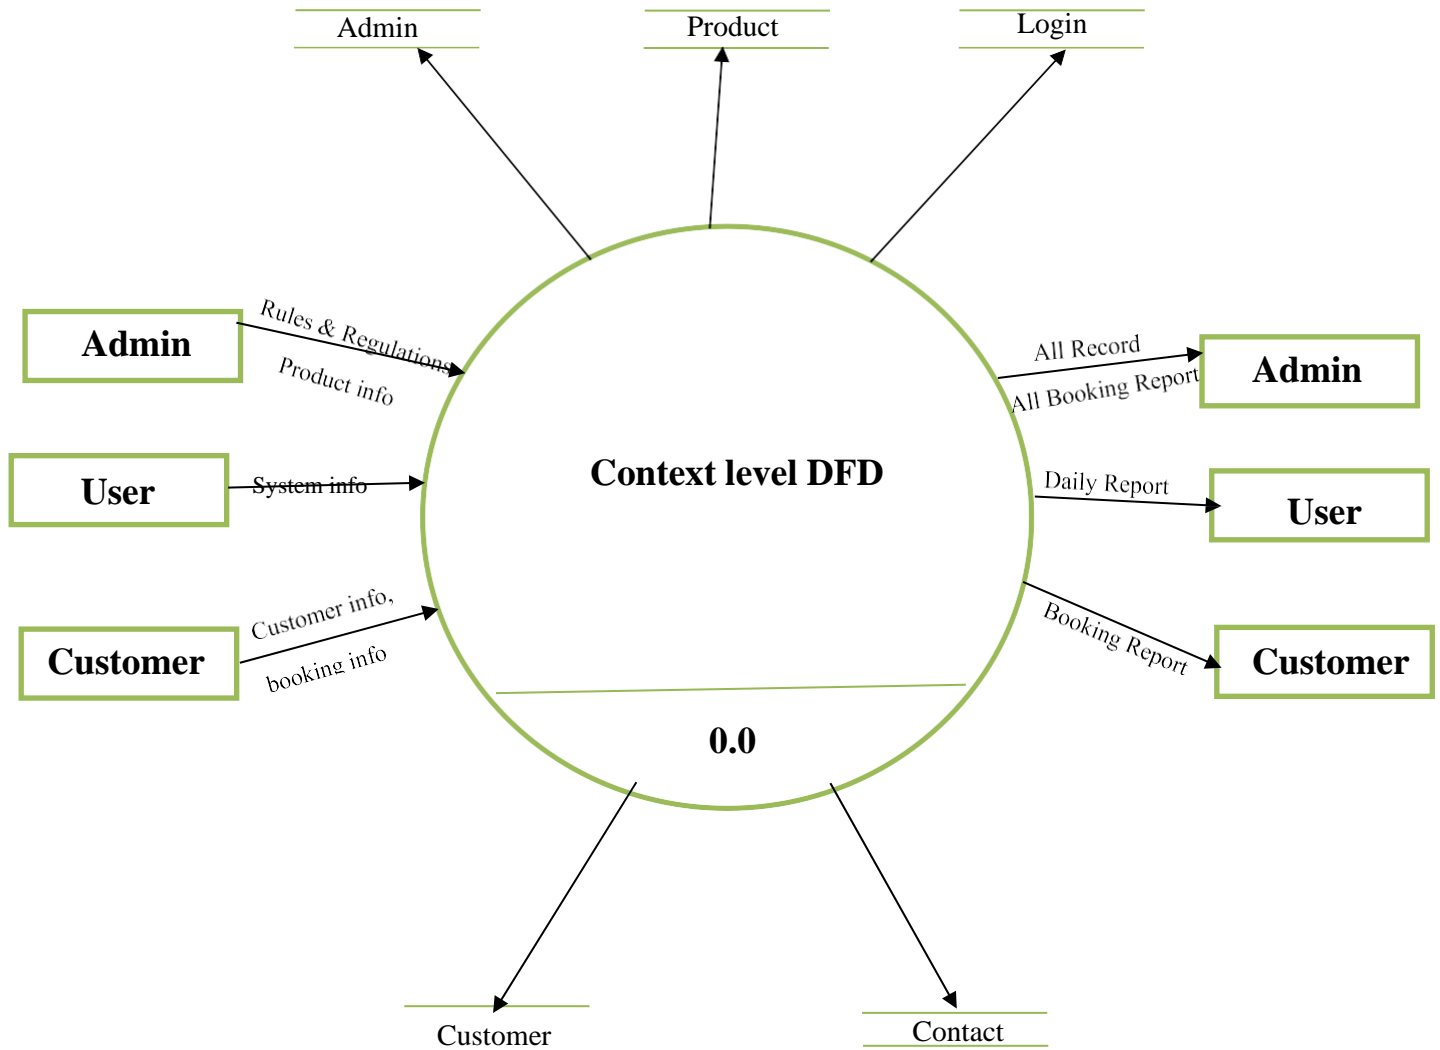 Admin
Product
Login
Rules & Regulations
Product info
Admin
All Record
All Booking Report
Admin
User
System info
Context level DFD
Daily Report
User
Customer info,
booking info
Customer
Booking Report
Customer
0.0
Customer
Contact